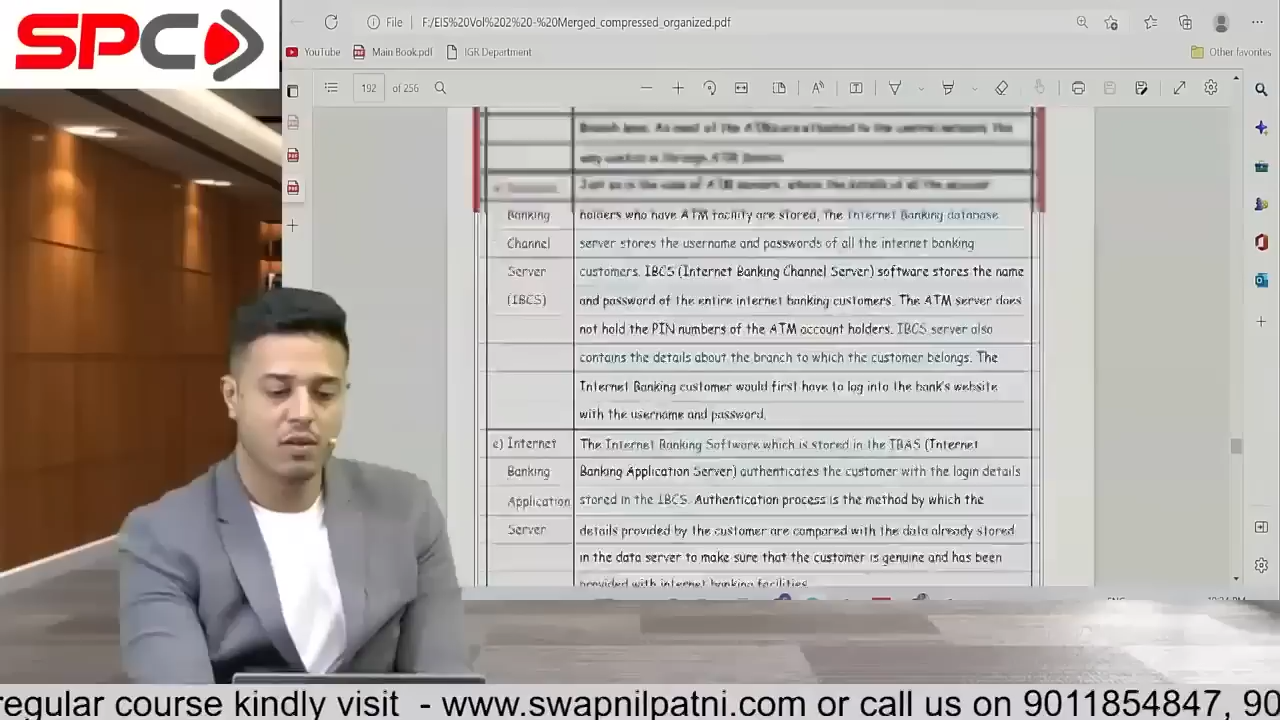 SPC
File
F:/EIS%20Vol%202%20-%20Merged_compressed_organized.pdf
YouTube
Main Book.pdf
IGR Department
Other favorites
192 of 256
Branch
ATM
Banking holders who have ATM facility are stored, the Internet Banking database
Channel server stores the username and passwords of all the internet banking
Server customers. IBCS (Internet Banking Channel Server) software stores the name
(IBCS) and password of the entire internet banking customers. The ATM server does
not hold the PIN numbers of the ATM account holders. IBCS server also
contains the details about the branch to which the customer belongs. The
Internet Banking customer would first have to log into the bank's website
with the username and password.
e) Internet The Internet Banking Software which is stored in the IBAS (Internet
Banking Banking Application Server) authenticates the customer with the login details
Application stored in the IBCS. Authentication process is the method by which the
Server details provided by the customer are compared with the data already stored
in the data server to make sure that the customer is genuine and has been
provided with internet banking facilities.
ENG
regular course kindly visit - www.swapnilpatni.com or call us on 9011854847, 90